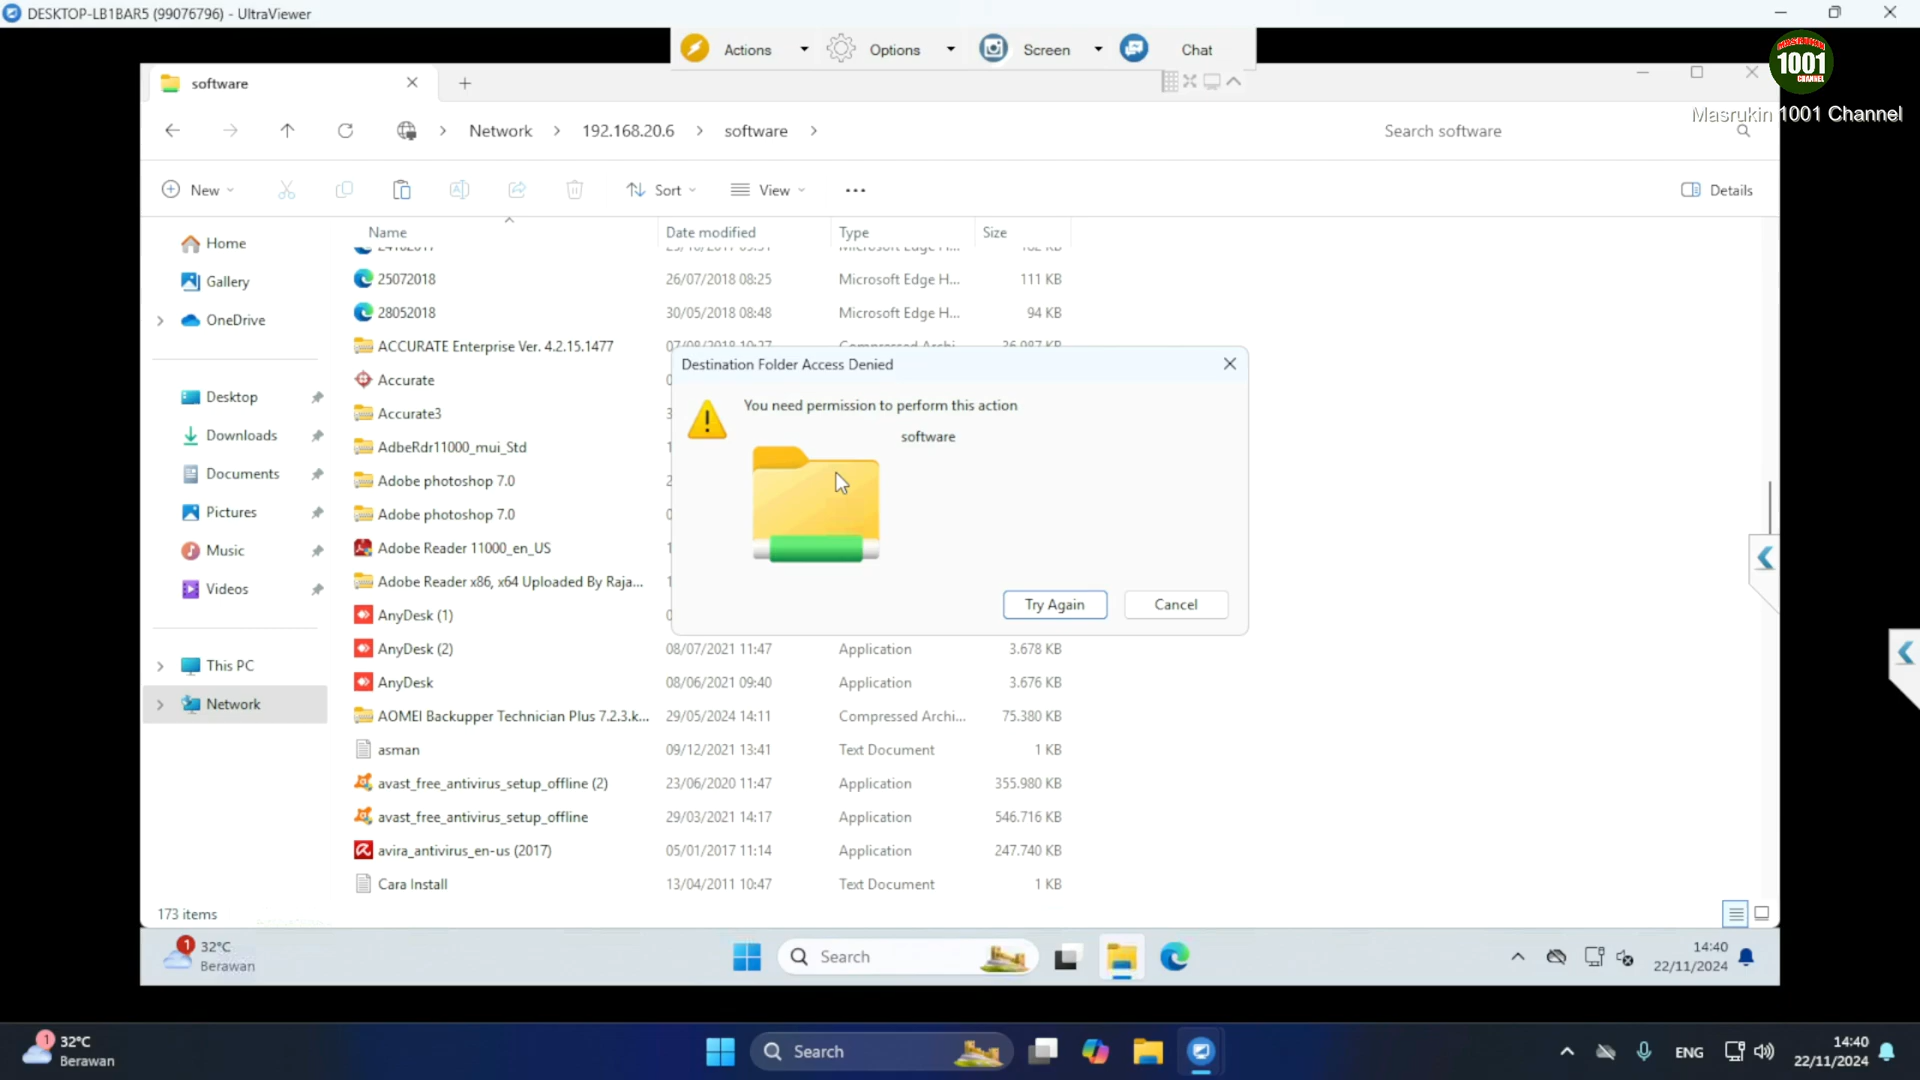 DESKTOP-LB1BAR5 (99076796) - UltraViewer
Actions Options Screen Chat
MASRUKIN
1001
CHANNEL
Masrukin 1001 Channel
software
Network 192.168.20.6 software
Search software
New Sort View Details
Name Date modified Type Size
Home
Gallery
OneDrive
Desktop
Downloads
Documents
Pictures
Music
Videos
This PC
Network
25072018 26/07/2018 08:25 Microsoft Edge H... 111 KB
28052018 30/05/2018 08:48 Microsoft Edge H... 94 KB
ACCURATE Enterprise Ver. 4.2.15.1477
Accurate
Accurate3
AdbeRdr11000_mui_Std
Adobe photoshop 7.0
Adobe photoshop 7.0
Adobe Reader 11000_en_US
Adobe Reader x86, x64 Uploaded By Raja...
AnyDesk (1)
AnyDesk (2) 08/07/2021 11:47 Application 3.678 KB
AnyDesk 08/06/2021 09:40 Application 3.676 KB
AOMEI Backupper Technician Plus 7.2.3.k... 29/05/2024 14:11 Compressed Archi... 75.380 KB
asman 09/12/2021 13:41 Text Document 1 KB
avast_free_antivirus_setup_offline (2) 23/06/2020 11:47 Application 355.980 KB
avast_free_antivirus_setup_offline 29/03/2021 14:17 Application 546.716 KB
avira_antivirus_en-us (2017) 05/01/2017 11:14 Application 247.740 KB
Cara Install 13/04/2011 10:47 Text Document 1 KB
Destination Folder Access Denied
You need permission to perform this action
software
Try Again Cancel
173 items
1 32°C
Berawan
Search
14:40
22/11/2024
1 32°C
Berawan
Search
ENG
14:40
22/11/2024